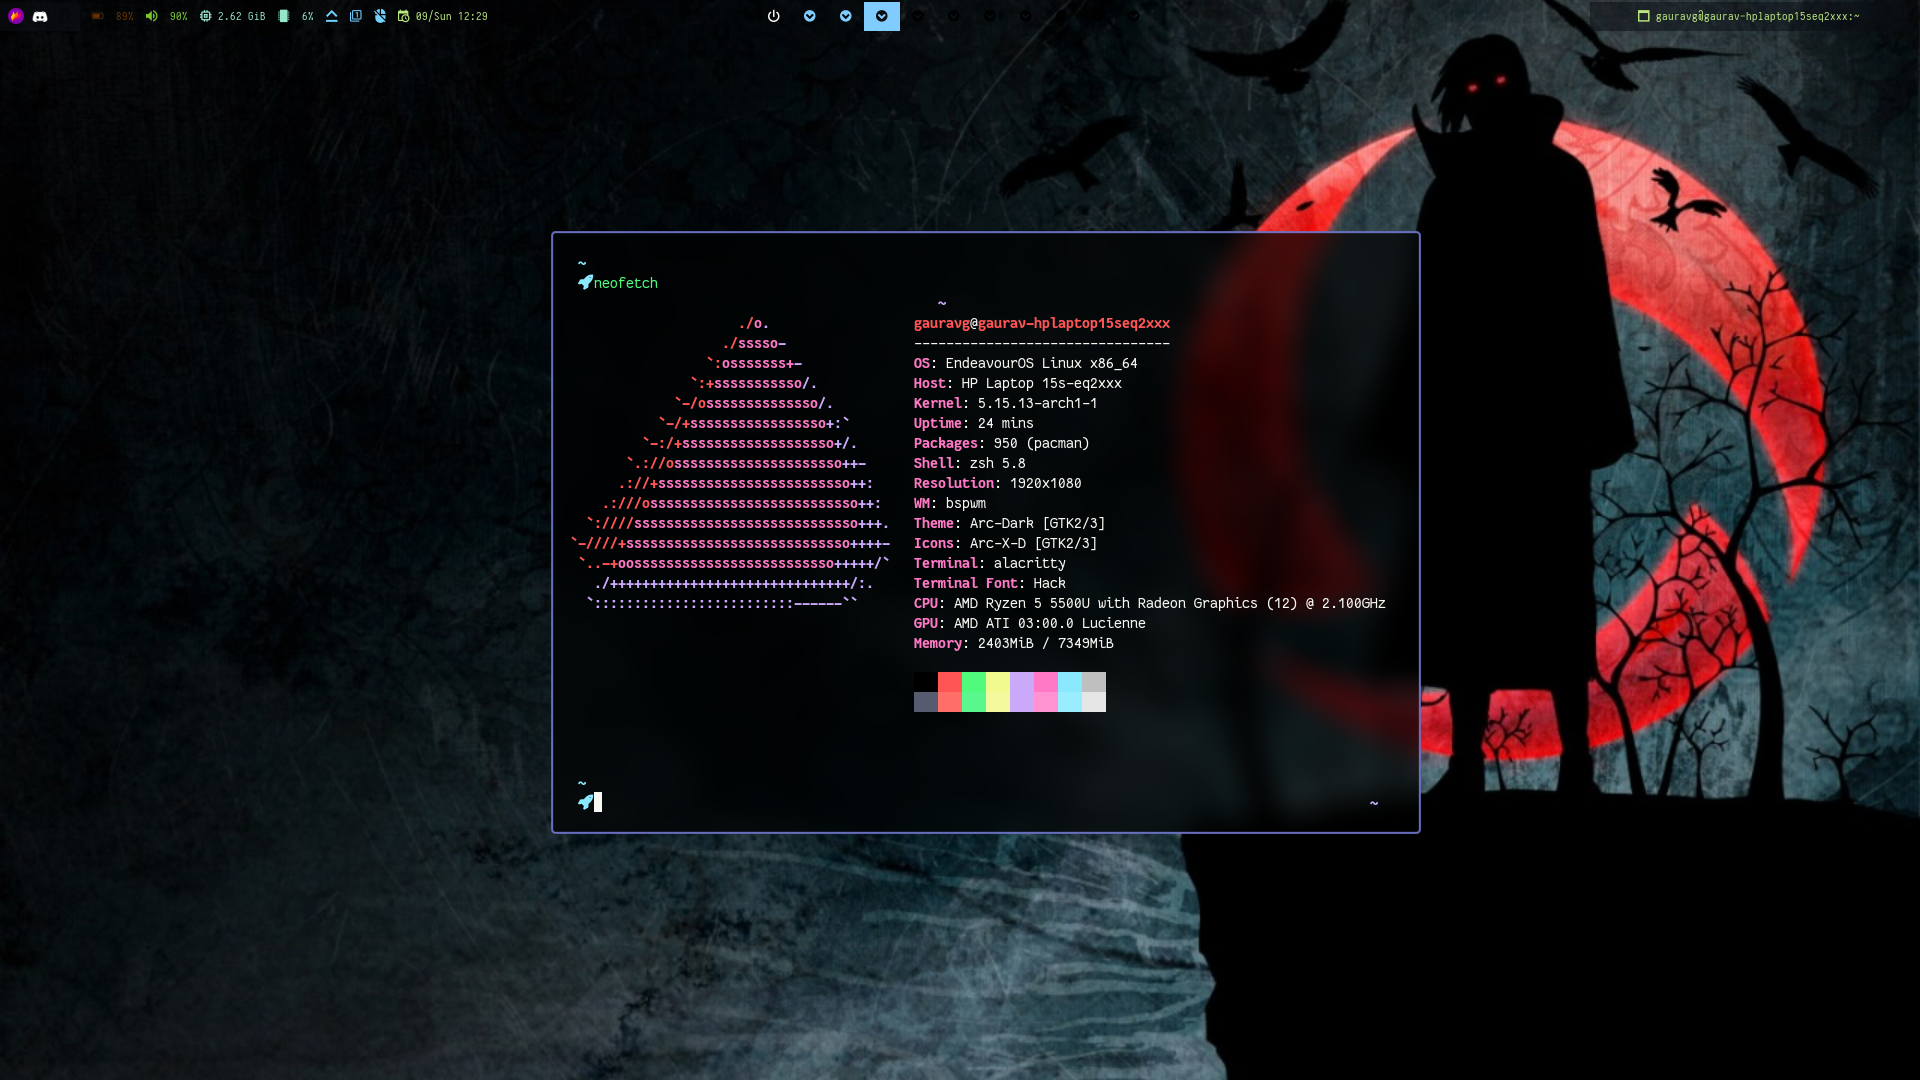 89% 90% 2.62 GiB 6% 09/Sun 12:29 gauravg@gaurav-hplaptop15seq2xxx:~
~
neofetch
~
./o.
./sssso-
`:osssssss+-
`:+sssssssssso/.
`-/ossssssssssssso/.
`-/+sssssssssssssssso+:`
`-:/+sssssssssssssssssso+/.
`.://osssssssssssssssssssso++-
.://+ssssssssssssssssssssssso++:
.:///ossssssssssssssssssssssssso++:
`:////ssssssssssssssssssssssssssso+++.
`-////+ssssssssssssssssssssssssssso++++-
`..-+oosssssssssssssssssssssssso+++++/`
./++++++++++++++++++++++++++++++/:.
`:::::::::::::::::::::::::------``
gauravg@gaurav-hplaptop15seq2xxx
--------------------------------
OS: EndeavourOS Linux x86_64
Host: HP Laptop 15s-eq2xxx
Kernel: 5.15.13-arch1-1
Uptime: 24 mins
Packages: 950 (pacman)
Shell: zsh 5.8
Resolution: 1920x1080
WM: bspwm
Theme: Arc-Dark [GTK2/3]
Icons: Arc-X-D [GTK2/3]
Terminal: alacritty
Terminal Font: Hack
CPU: AMD Ryzen 5 5500U with Radeon Graphics (12) @ 2.100GHz
GPU: AMD ATI 03:00.0 Lucienne
Memory: 2403MiB / 7349MiB
~
~